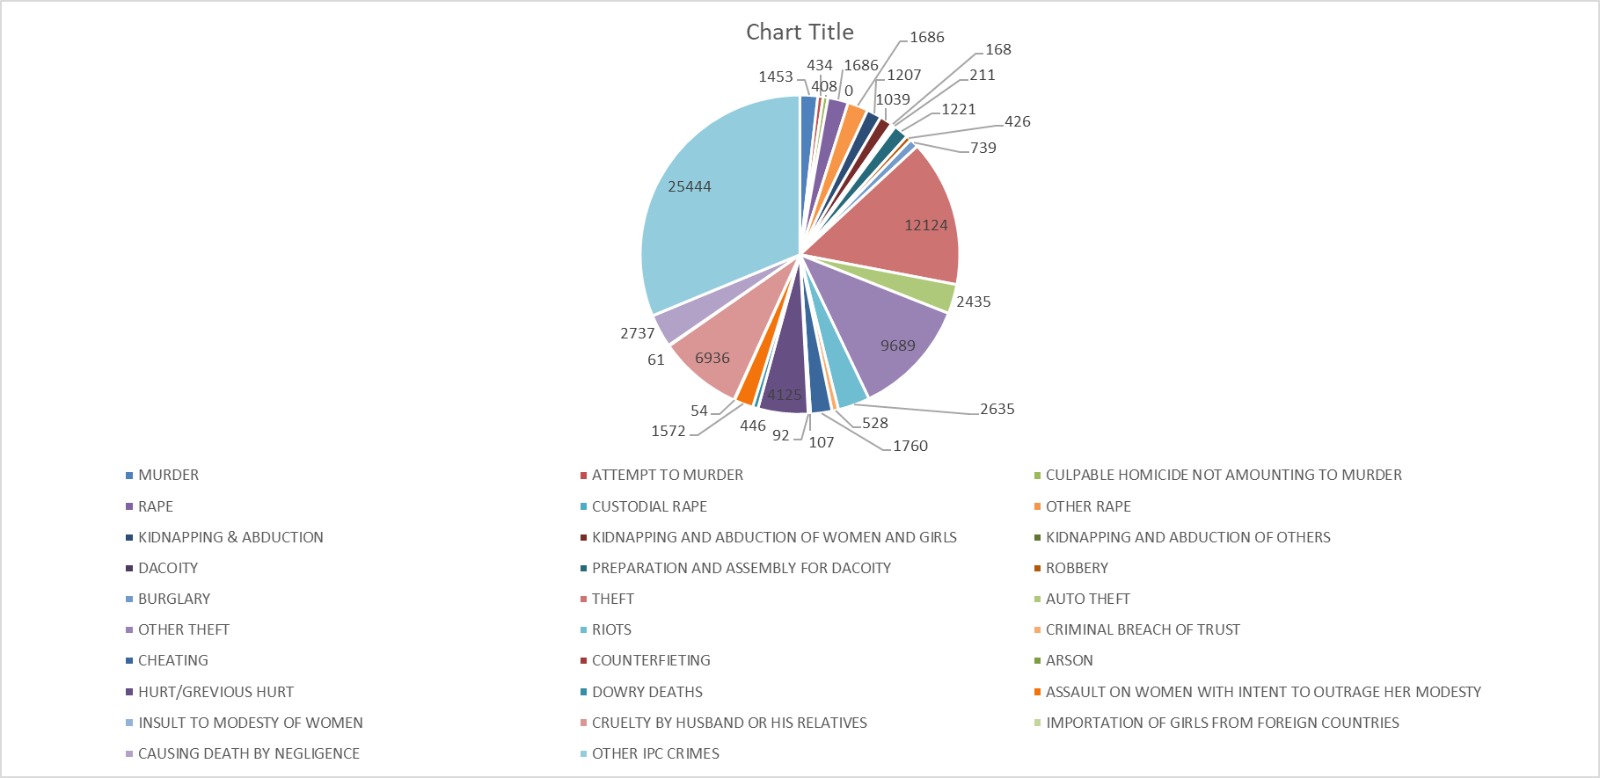 Chart Title
1453
434
408
1686
0
1686
1207
1039
168
211
1221
426
739
12124
2435
9689
2635
528
1760
107
92
4125
446
1572
54
6936
61
2737
25444
MURDER ATTEMPT TO MURDER CULPABLE HOMICIDE NOT AMOUNTING TO MURDER
RAPE CUSTODIAL RAPE OTHER RAPE
KIDNAPPING & ABDUCTION KIDNAPPING AND ABDUCTION OF WOMEN AND GIRLS KIDNAPPING AND ABDUCTION OF OTHERS
DACOITY PREPARATION AND ASSEMBLY FOR DACOITY ROBBERY
BURGLARY THEFT AUTO THEFT
OTHER THEFT RIOTS CRIMINAL BREACH OF TRUST
CHEATING COUNTERFIETING ARSON
HURT/GREVIOUS HURT DOWRY DEATHS ASSAULT ON WOMEN WITH INTENT TO OUTRAGE HER MODESTY
INSULT TO MODESTY OF WOMEN CRUELTY BY HUSBAND OR HIS RELATIVES IMPORTATION OF GIRLS FROM FOREIGN COUNTRIES
CAUSING DEATH BY NEGLIGENCE OTHER IPC CRIMES